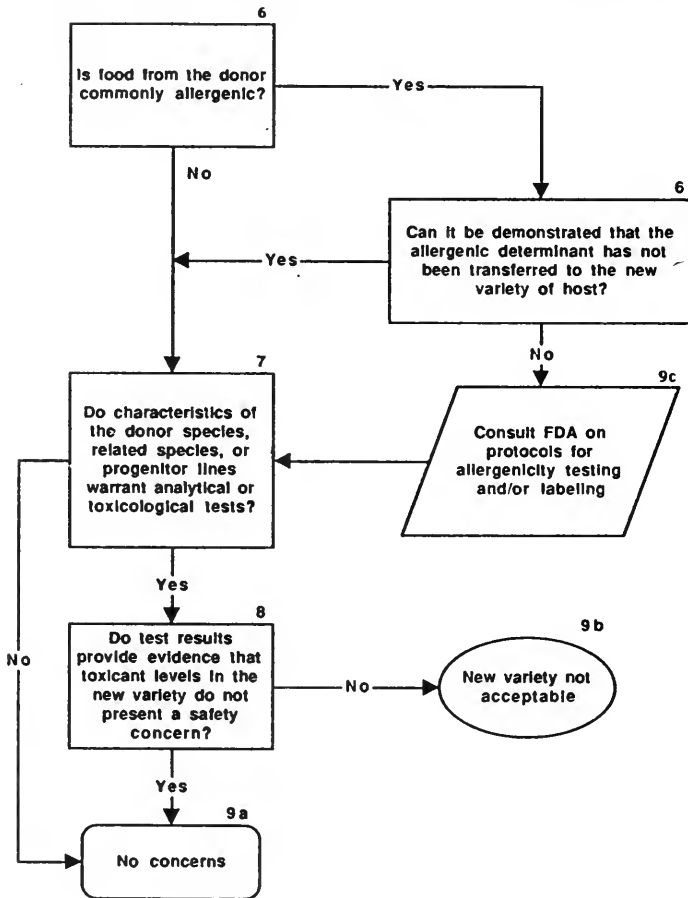 6
Is food from the donor
commonly allergenic?
Yes
No
6
Can it be demonstrated that the
allergenic determinant has not
been transferred to the new
variety of host?
Yes
No
7
Do characteristics of
the donor species,
related species, or
progenitor lines
warrant analytical or
toxicological tests?
9c
Consult FDA on
protocols for
allergenicity testing
and/or labeling
Yes
No
8
Do test results
provide evidence that
toxicant levels in the
new variety do not
present a safety
concern?
No
9b
New variety not
acceptable
Yes
9a
No concerns